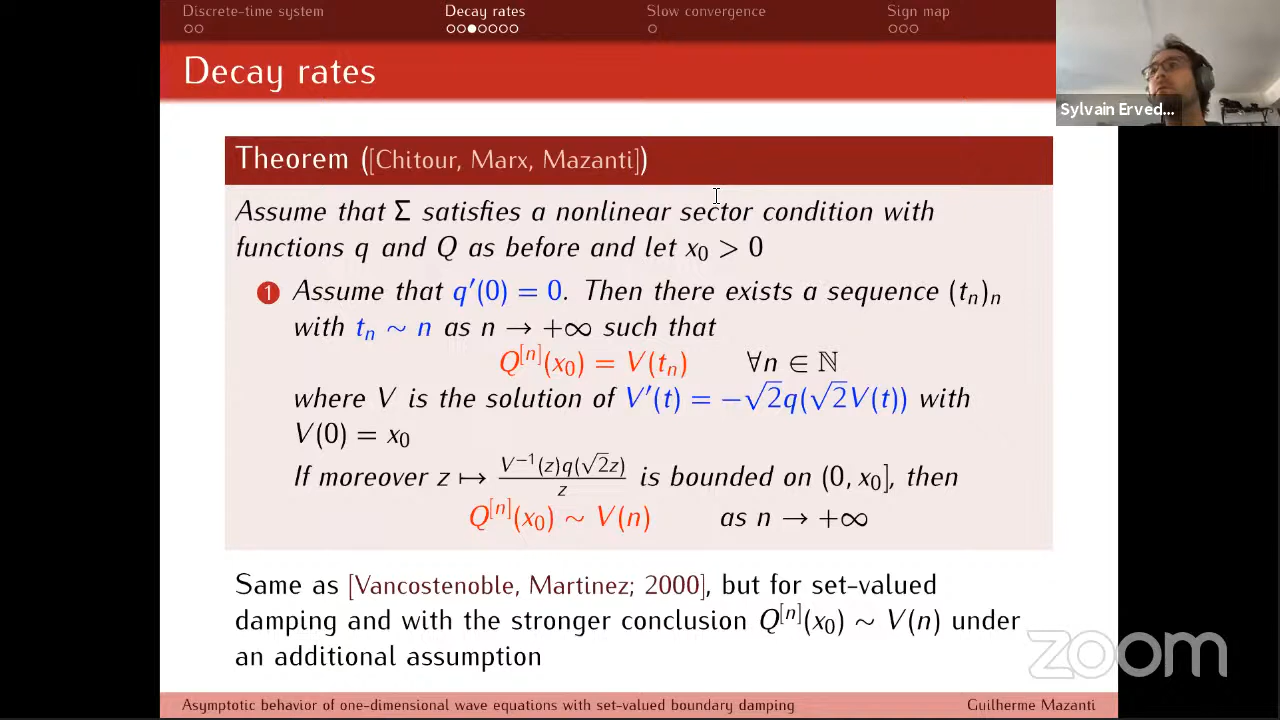 Discrete-time system Decay rates Slow convergence Sign map
Decay rates
Sylvain Erved...
Theorem ([Chitour, Marx, Mazanti])
Assume that Σ satisfies a nonlinear sector condition with
functions q and Q as before and let x₀ > 0
1 Assume that q′(0) = 0. Then there exists a sequence (tₙ)ₙ
with tₙ ∼ n as n → +∞ such that
Q^[n](x₀) = V(tₙ) ∀n ∈ ℕ
where V is the solution of V′(t) = −√2q(√2V(t)) with
V(0) = x₀
If moreover z ↦ V⁻¹(z)q(√2z)/z is bounded on (0, x₀], then
Q^[n](x₀) ∼ V(n) as n → +∞
Same as [Vancostenoble, Martinez; 2000], but for set-valued
damping and with the stronger conclusion Q^[n](x₀) ∼ V(n) under
an additional assumption
zoom
Asymptotic behavior of one-dimensional wave equations with set-valued boundary damping Guilherme Mazanti